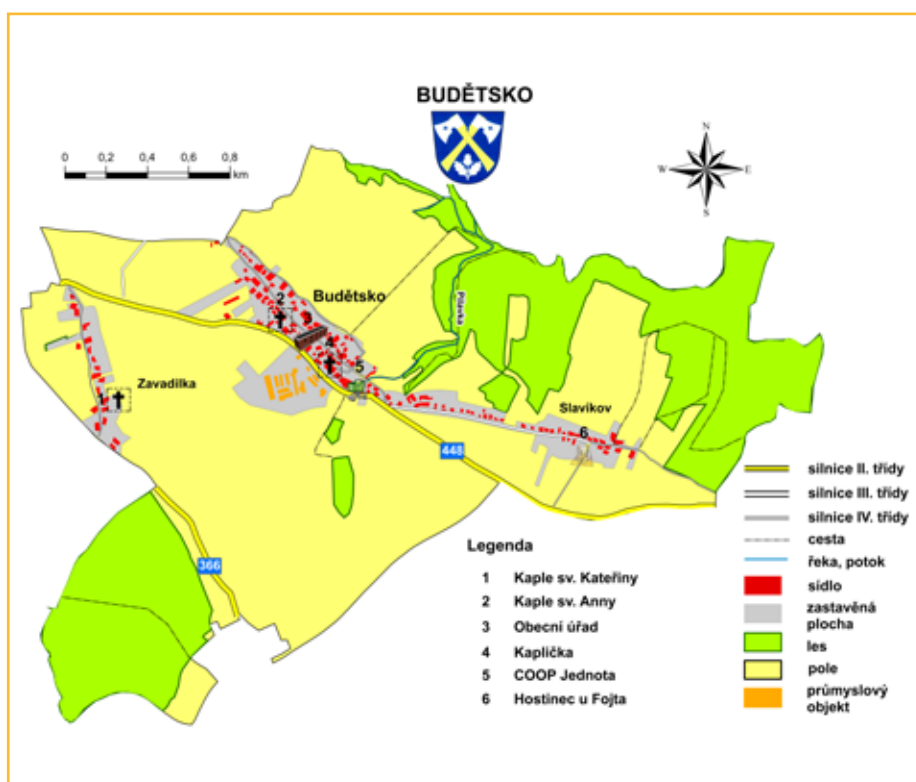 BUDĚTSKO
0 0,2 0,4 0,6 0,8
km
N
W E
S
Budětsko
2
3
4
5
Pilávka
Zavadilka
1
Slavíkov
6
448
366
Legenda
1 Kaple sv. Kateřiny
2 Kaple sv. Anny
3 Obecní úřad
4 Kaplička
5 COOP Jednota
6 Hostinec u Fojta
silnice II. třídy
silnice III. třídy
silnice IV. třídy
cesta
řeka, potok
sídlo
zastavěná
plocha
les
pole
průmyslový
objekt